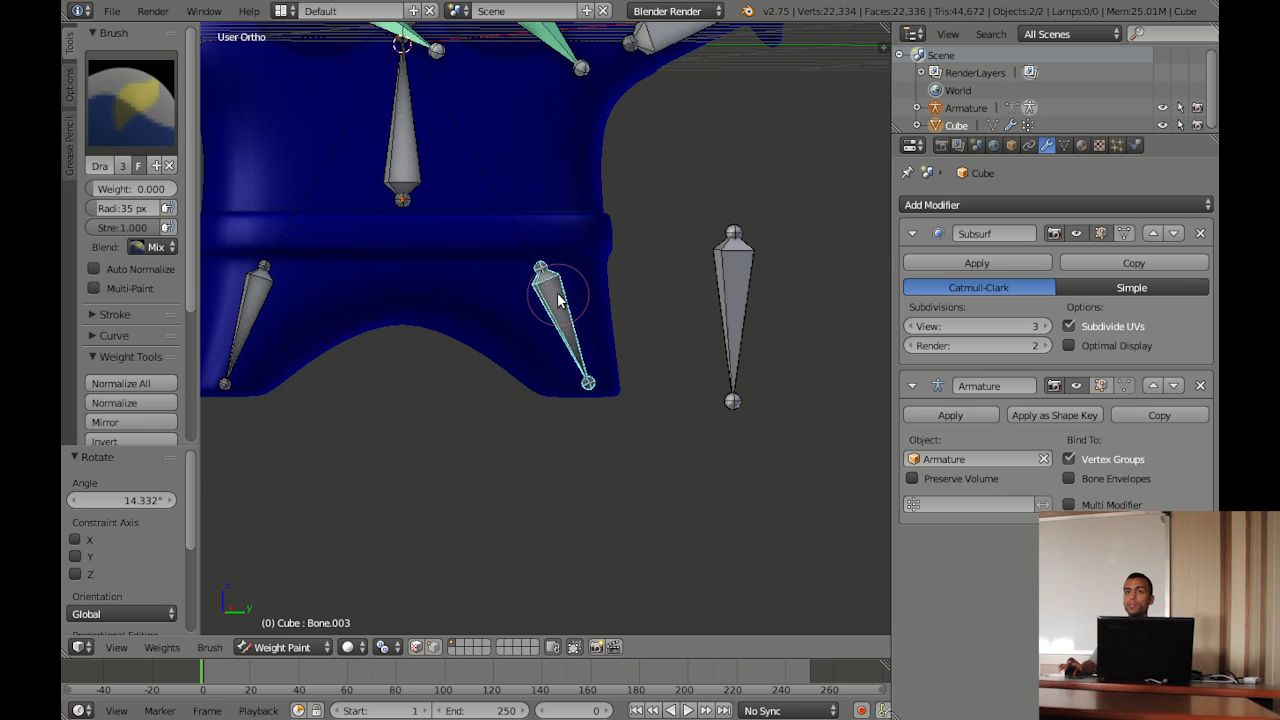 File Render Window Help Default Scene Blender Render v2.75 | Verts:22,334 | Faces:22,336 | Tris:44,672 | Objects:2/2 | Lamps:0/0 | Mem:25.01M | Cube
Tools
Options
Grease Pencil
Brush
Dra 3 F
Weight: 0.000
Radi:35 px
Stre: 1.000
Blend: Mix
Auto Normalize
Multi-Paint
Stroke
Curve
Weight Tools
Normalize All
Normalize
Mirror
Invert
Rotate
Angle
14.332°
Constraint Axis
X
Y
Z
Orientation
Global
User Ortho
z
y
(0) Cube : Bone.003
View Weights Brush Weight Paint
-40 -20 0 20 40 60 80 100 120 140 160 180 200 220 240 260
View Marker Frame Playback Start: 1 End: 250 0 No Sync
View Search All Scenes
Scene
RenderLayers
World
Armature
Cube
Cube
Add Modifier
Subsurf
Apply Copy
Catmull-Clark Simple
Subdivisions: Options:
View: 3 Subdivide UVs
Render: 2 Optimal Display
Armature
Apply Apply as Shape Key Copy
Object: Bind To:
Armature Vertex Groups
Preserve Volume Bone Envelopes
Multi Modifier